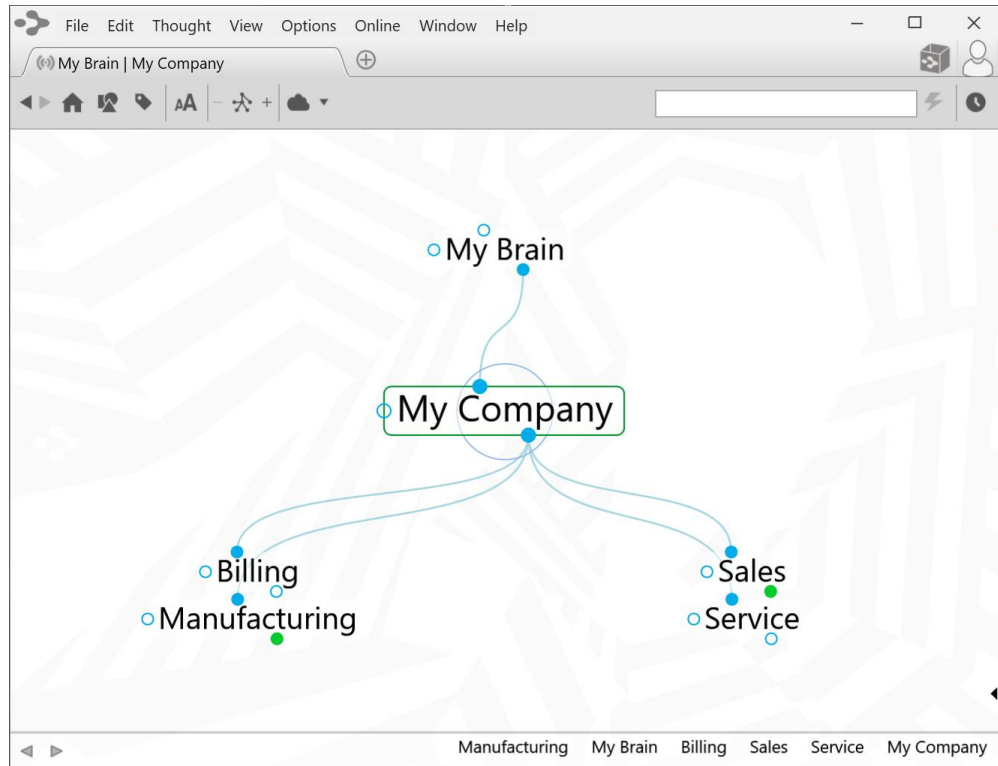 File Edit Thought View Options Online Window Help
My Brain | My Company
AA
My Brain
My Company
Billing
Sales
Manufacturing
Service
Manufacturing My Brain Billing Sales Service My Company